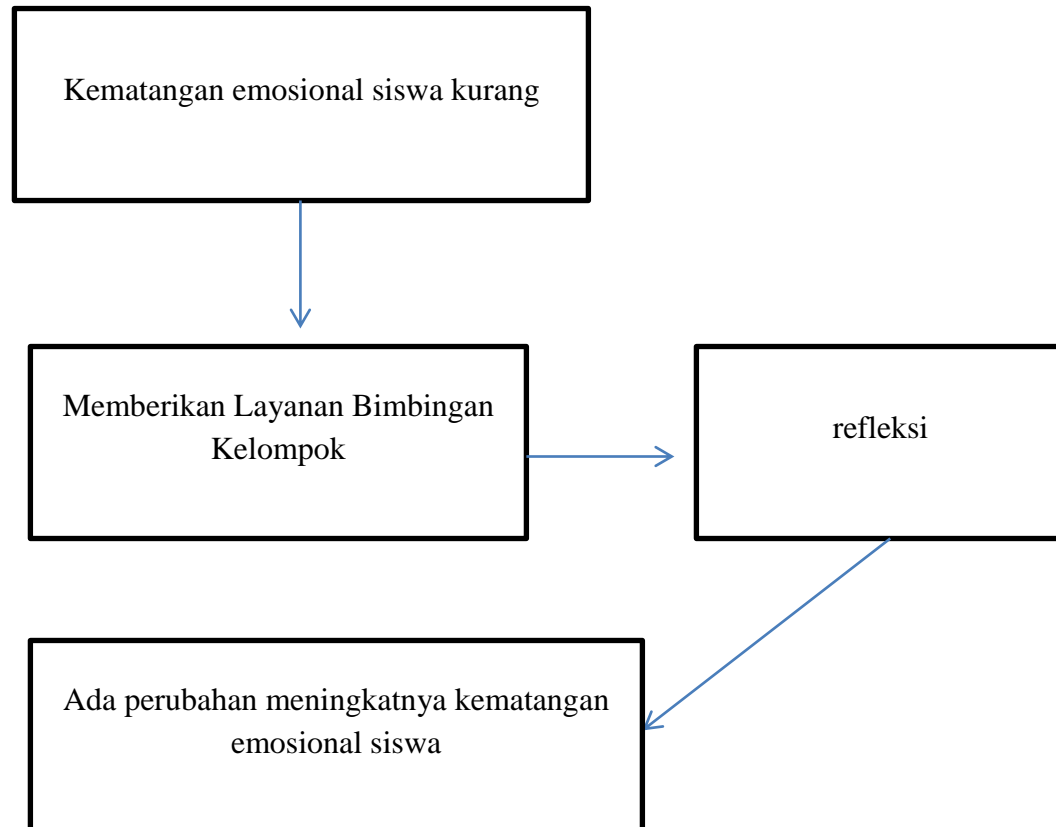 Kematangan emosional siswa kurang
Memberikan Layanan Bimbingan
Kelompok
refleksi
Ada perubahan meningkatnya kematangan
emosional siswa